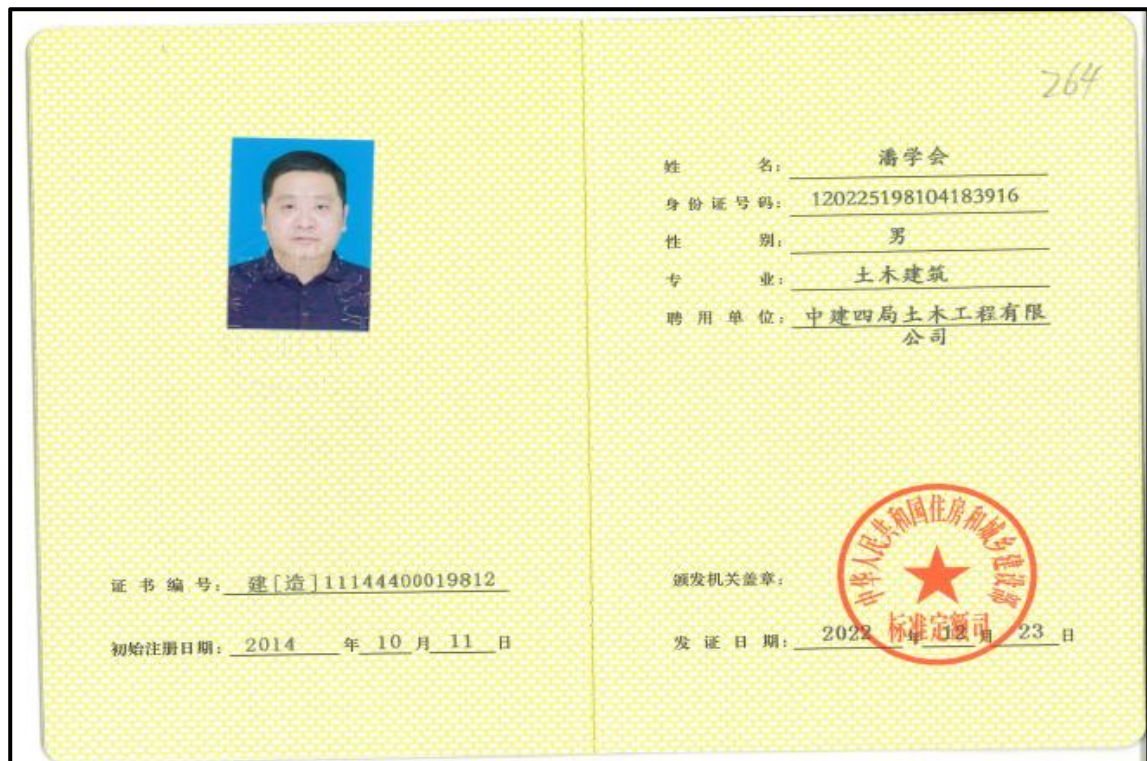 264
姓 名: 潘学会
身份证号码: 120225198104183916
性 别: 男
专 业: 土木建筑
聘用单位: 中建四局土木工程有限
公司
证书编号: 建[造]11144400019812
初始注册日期: 2014 年 10 月 11 日
颁发机关盖章:
中华人民共和国住房和城乡建设部
标准定额司
发证日期: 2022 年 12 月 23 日